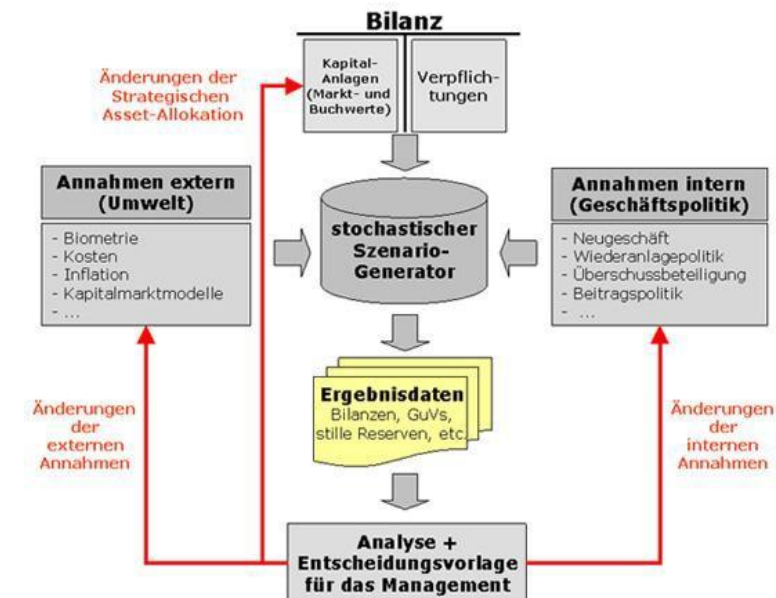 Bilanz
Kapital-
Anlagen
(Markt- und
Buchwerte)
Verpflich-
tungen
Änderungen der
Strategischen
Asset-Allokation
Annahmen extern
(Umwelt)
- Biometrie
- Kosten
- Inflation
- Kapitalmarktmodelle
- ...
stochastischer
Szenario-
Generator
Annahmen intern
(Geschäftspolitik)
- Neugeschäft
- Wiederanlagepolitik
- Überschussbeteiligung
- Beitragspolitik
- ...
Ergebnisdaten
Bilanzen, GuVs,
stille Reserven, etc.
Änderungen
der
externen
Annahmen
Änderungen
der
internen
Annahmen
Analyse +
Entscheidungsvorlage
für das Management